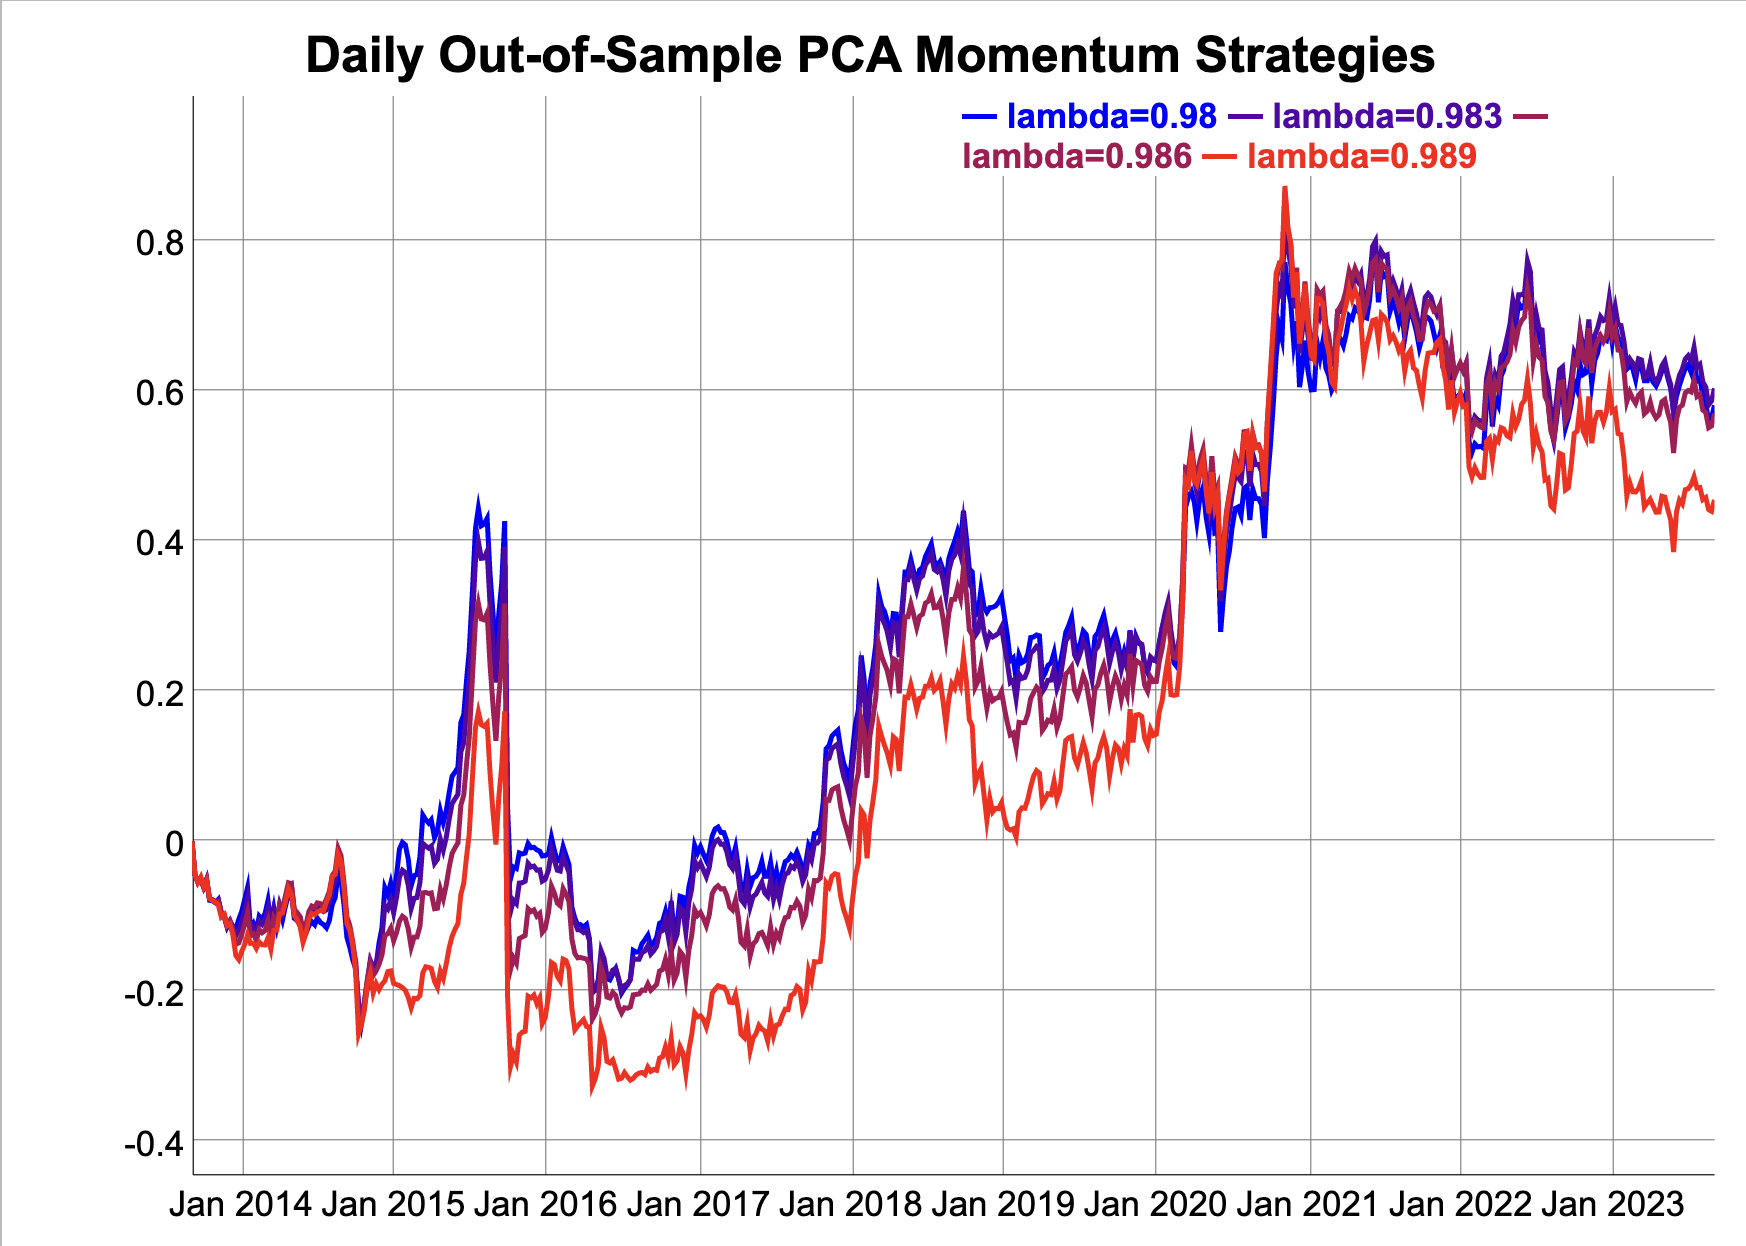 Daily Out-of-Sample PCA Momentum Strategies
lambda=0.98 lambda=0.983
lambda=0.986 lambda=0.989
0.8
0.6
0.4
0.2
0
-0.2
-0.4
Jan 2014 Jan 2015 Jan 2016 Jan 2017 Jan 2018 Jan 2019 Jan 2020 Jan 2021 Jan 2022 Jan 2023